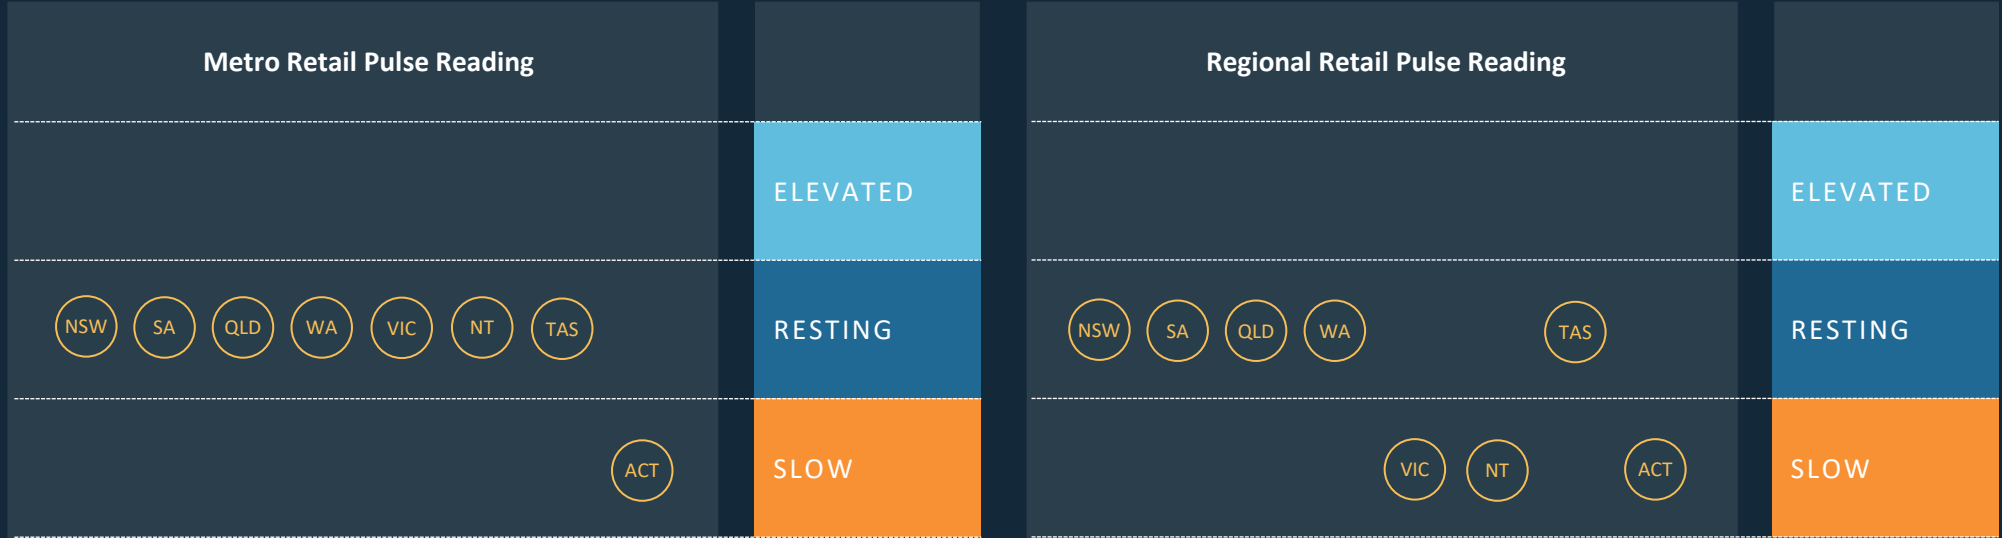 Metro Retail Pulse Reading
ELEVATED
NSW SA QLD WA VIC NT TAS
RESTING
ACT
SLOW
Regional Retail Pulse Reading
ELEVATED
NSW SA QLD WA TAS
RESTING
VIC NT ACT
SLOW